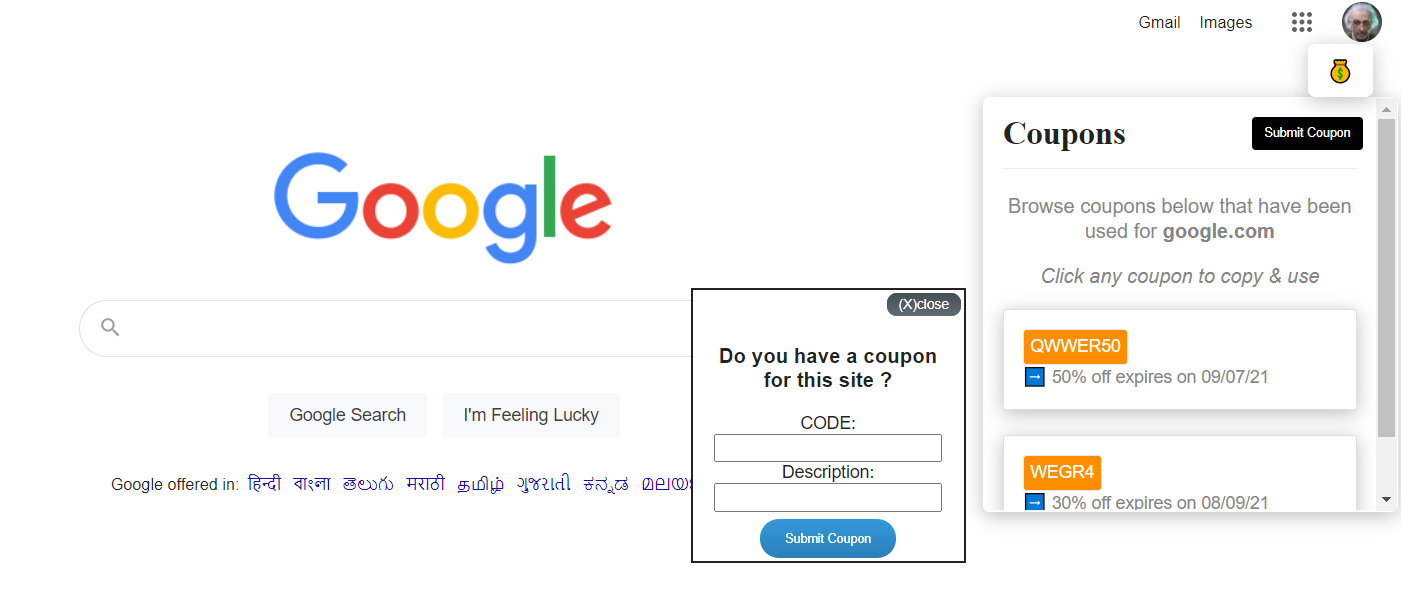 Gmail Images
Google
Coupons
Submit Coupon
Browse coupons below that have been
used for google.com
Click any coupon to copy & use
QWWER50
50% off expires on 09/07/21
WEGR4
30% off expires on 08/09/21
(X)close
Do you have a coupon
for this site ?
CODE:
Description:
Submit Coupon
Google Search I'm Feeling Lucky
Google offered in: हिन्दी বাংলা తెలుగు मराठी தமிழ் ગુજરાતી ಕನ್ನಡ